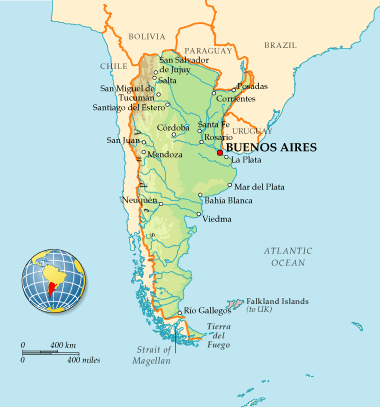 BOLIVIA
PARAGUAY
BRAZIL
CHILE
San Salvador
de Jujuy
Salta
San Miguel de
Tucumán
Posadas
Corrientes
Santiago del Estero
Santa Fe
URUGUAY
Córdoba
Rosario
San Juan
BUENOS AIRES
Mendoza
La Plata
Andes
Mar del Plata
Neuquén
Bahia Blanca
Viedma
ATLANTIC
OCEAN
Falkland Islands
(to UK)
Río Gallegos
Tierra
del
Fuego
Strait of
Magellan
0 400 km
0 400 miles